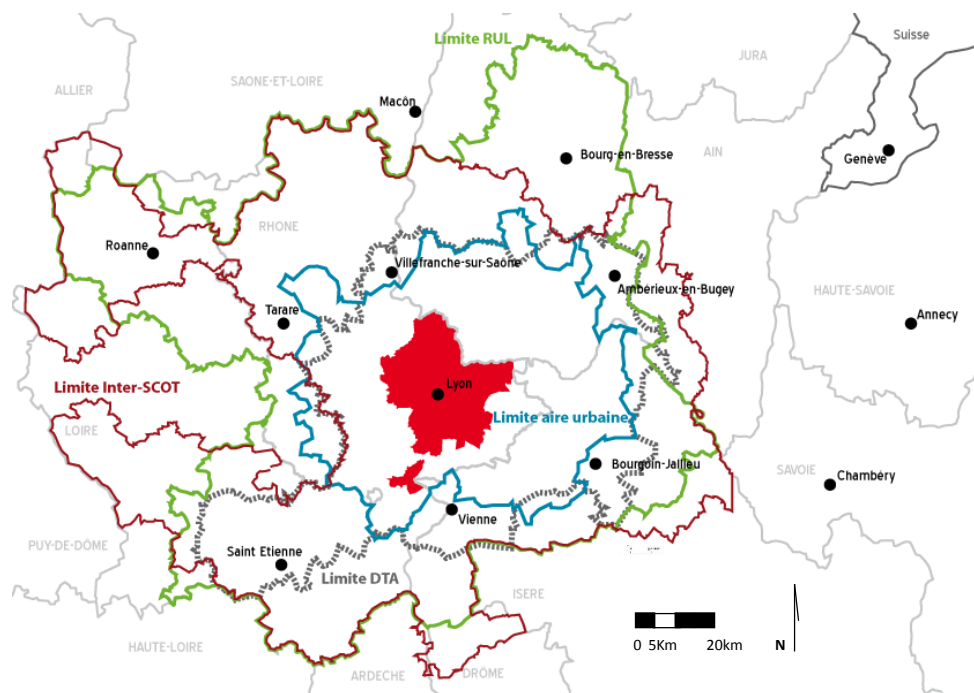 Limite RUL
Suisse
JURA
SAONE-ET-LOIRE
ALLIER
Macôn
AIN
Bourg-en-Bresse
Genève
RHONE
Roanne
Villefranche-sur-Saône
Ambérieux-en-Bugey
HAUTE-SAVOIE
Tarare
Annecy
Limite Inter-SCOT
Lyon
Limite aire urbaine
LOIRE
Bourgoin-Jailleu
SAVOIE
Chambéry
Vienne
PUY-DE-DÔME
Saint Etienne
Limite DTA
ISERE
HAUTE-LOIRE
0 5Km 20km
N
ARDECHE
DRÔME